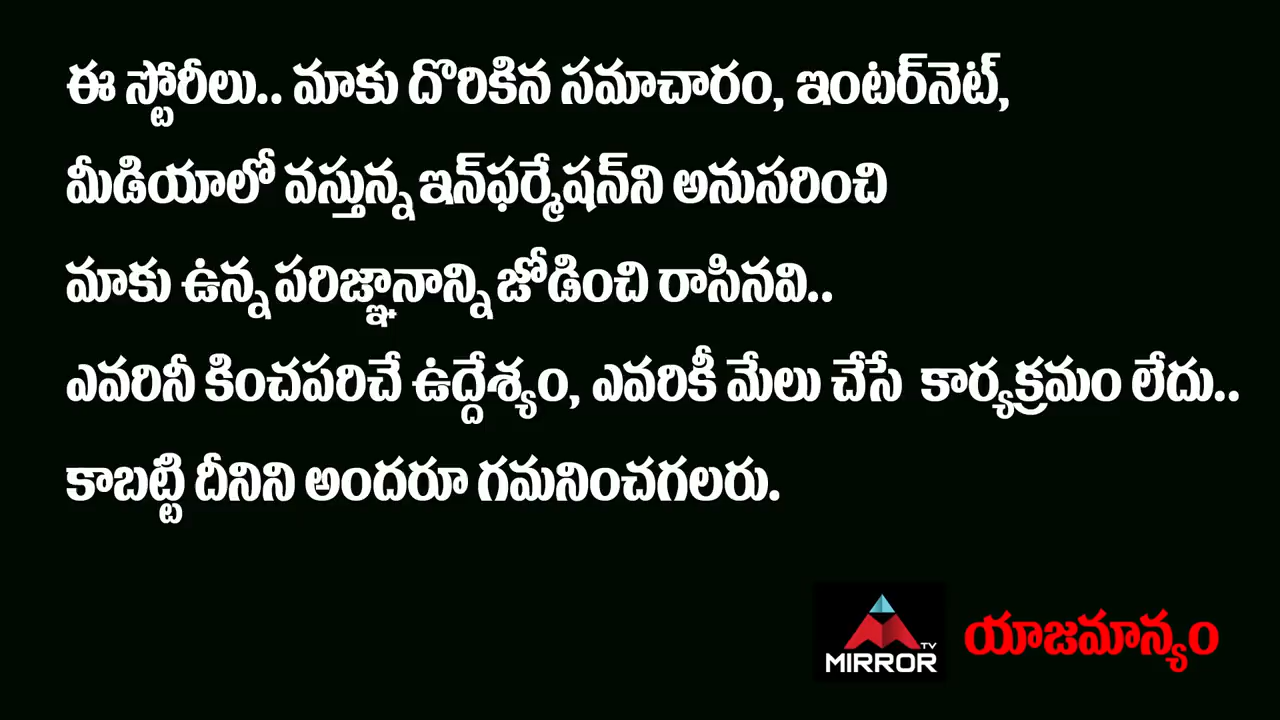 ఈ స్టోరీలు.. మాకు దొరికిన సమాచారం, ఇంటర్‌నెట్,
మీడియాలో వస్తున్న ఇన్‌ఫర్మేషన్‌ని అనుసరించి
మాకు ఉన్న పరిజ్ఞానాన్ని జోడించి రాసినవి..
ఎవరినీ కించపరిచే ఉద్దేశ్యం, ఎవరికీ మేలు చేసే కార్యక్రమం లేదు..
కాబట్టి దీనిని అందరూ గమనించగలరు.
TV
MIRROR
యాజమాన్యం